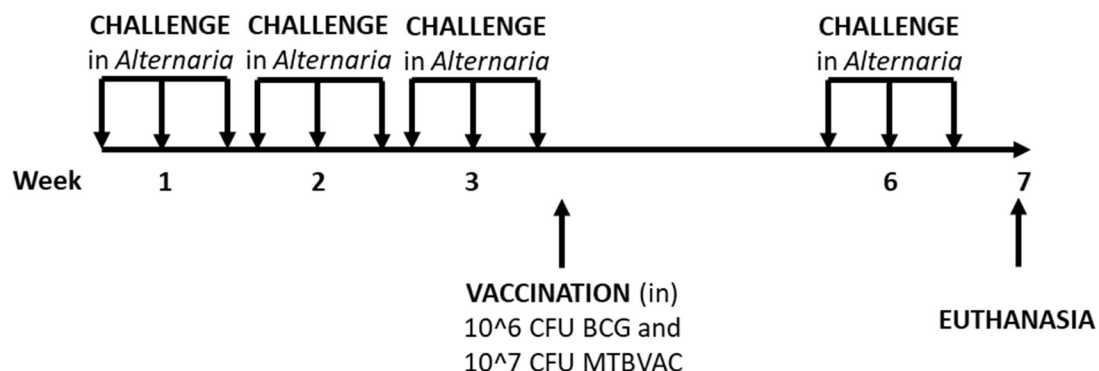 CHALLENGE CHALLENGE CHALLENGE CHALLENGE
in Alternaria in Alternaria in Alternaria in Alternaria
Week 1 2 3 6 7
VACCINATION (in)
10^6 CFU BCG and
10^7 CFU MTBVAC
EUTHANASIA